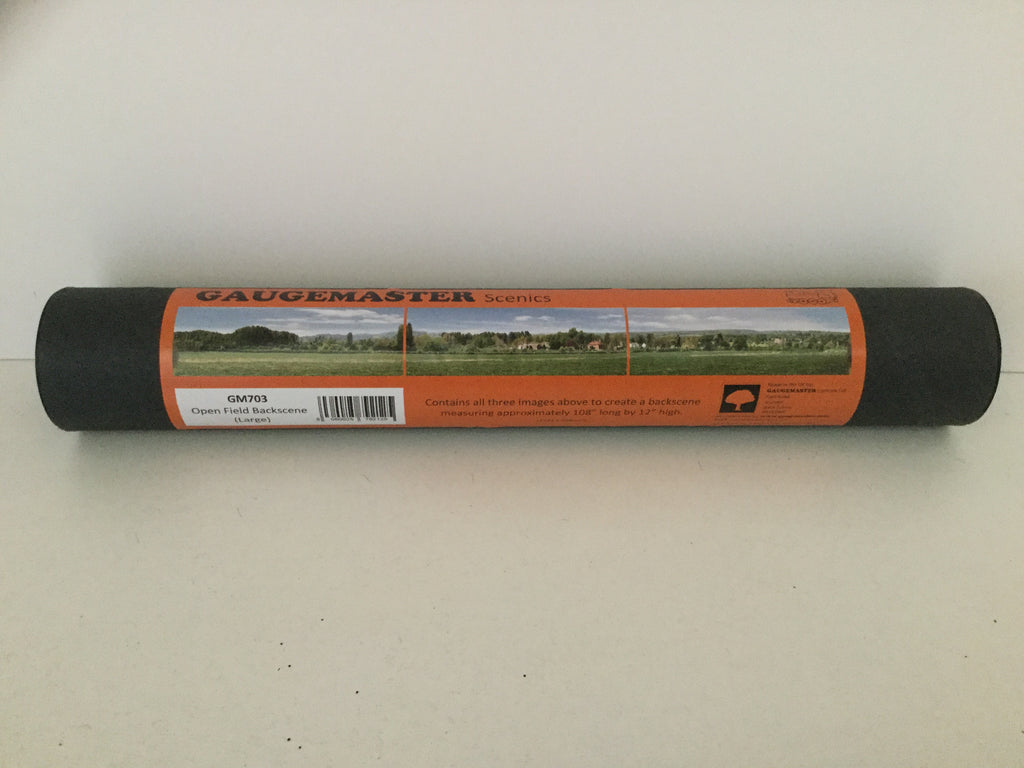 GAUGEMASTER Scenics
GM703
Open Field Backscene
(Large)
Contains all three images above to create a backscene
measuring approximately 108" long by 12" high.
GAUGEMASTER